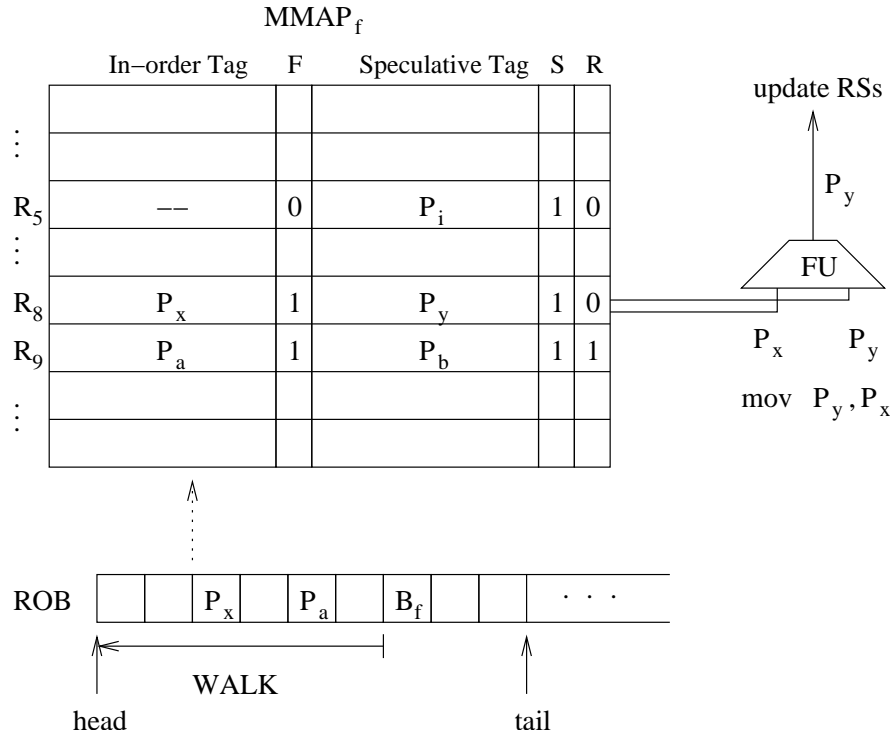 MMAP_f
In-order Tag F Speculative Tag S R
update RSs
P_y
R_5 -- 0 P_i 1 0
FU
R_8 P_x 1 P_y 1 0
P_x P_y
R_9 P_a 1 P_b 1 1
mov P_y, P_x
ROB P_x P_a B_f . . .
WALK
head tail